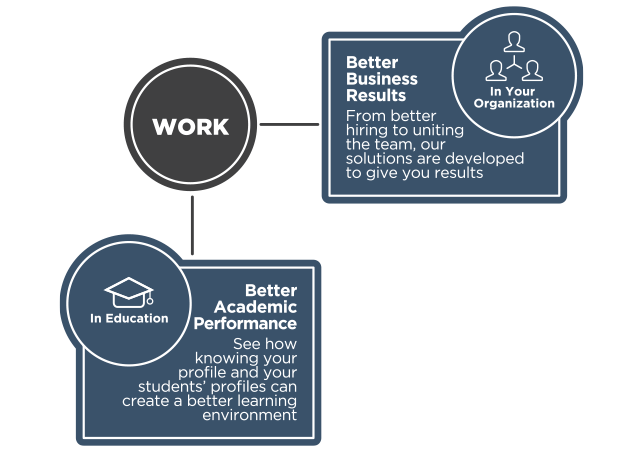 WORK
Better
Business
Results
From better
hiring to uniting
the team, our
solutions are developed
to give you results
In Your
Organization
In Education
Better
Academic
Performance
See how
knowing your
profile and your
students’ profiles can
create a better learning
environment